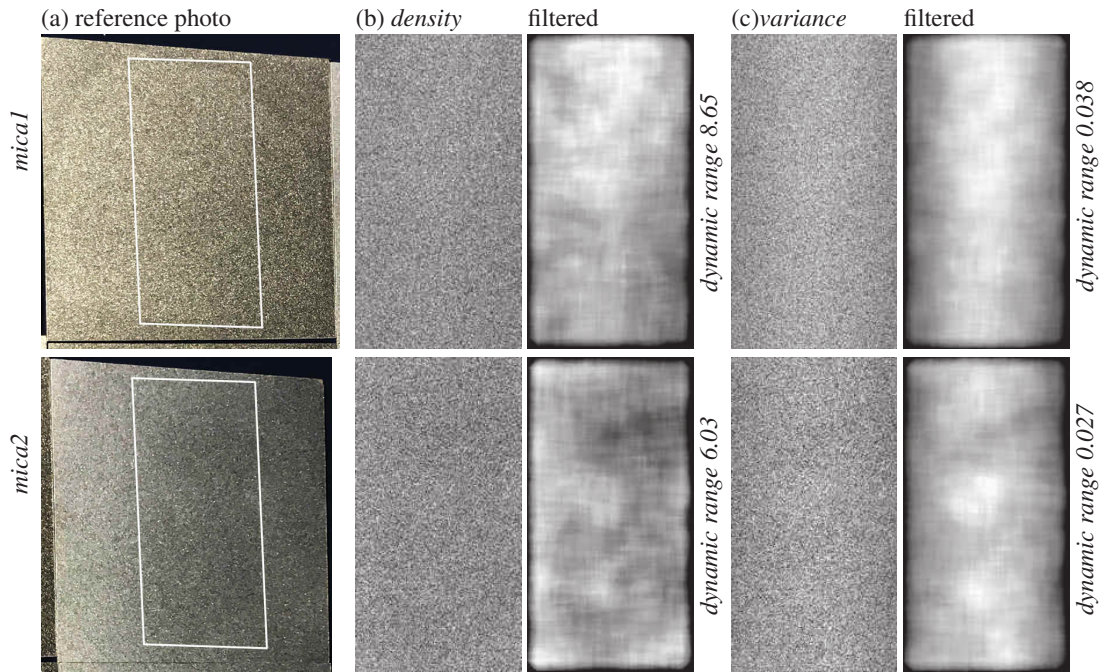 (a) reference photo
(b) density
filtered
(c)variance
filtered
mica1
dynamic range 8.65
dynamic range 0.038
mica2
dynamic range 6.03
dynamic range 0.027